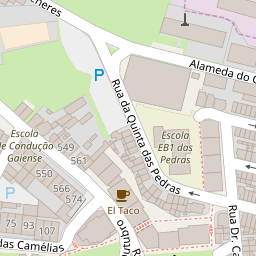 P
Alameda do
Rua da Quinta das Pedras
Escola
de Condução
Gaiense
549
561
550
566
574
Escola
EB1 das
Pedras
P
El Taco
93
107
das Camélias
Rua Dr. Ca